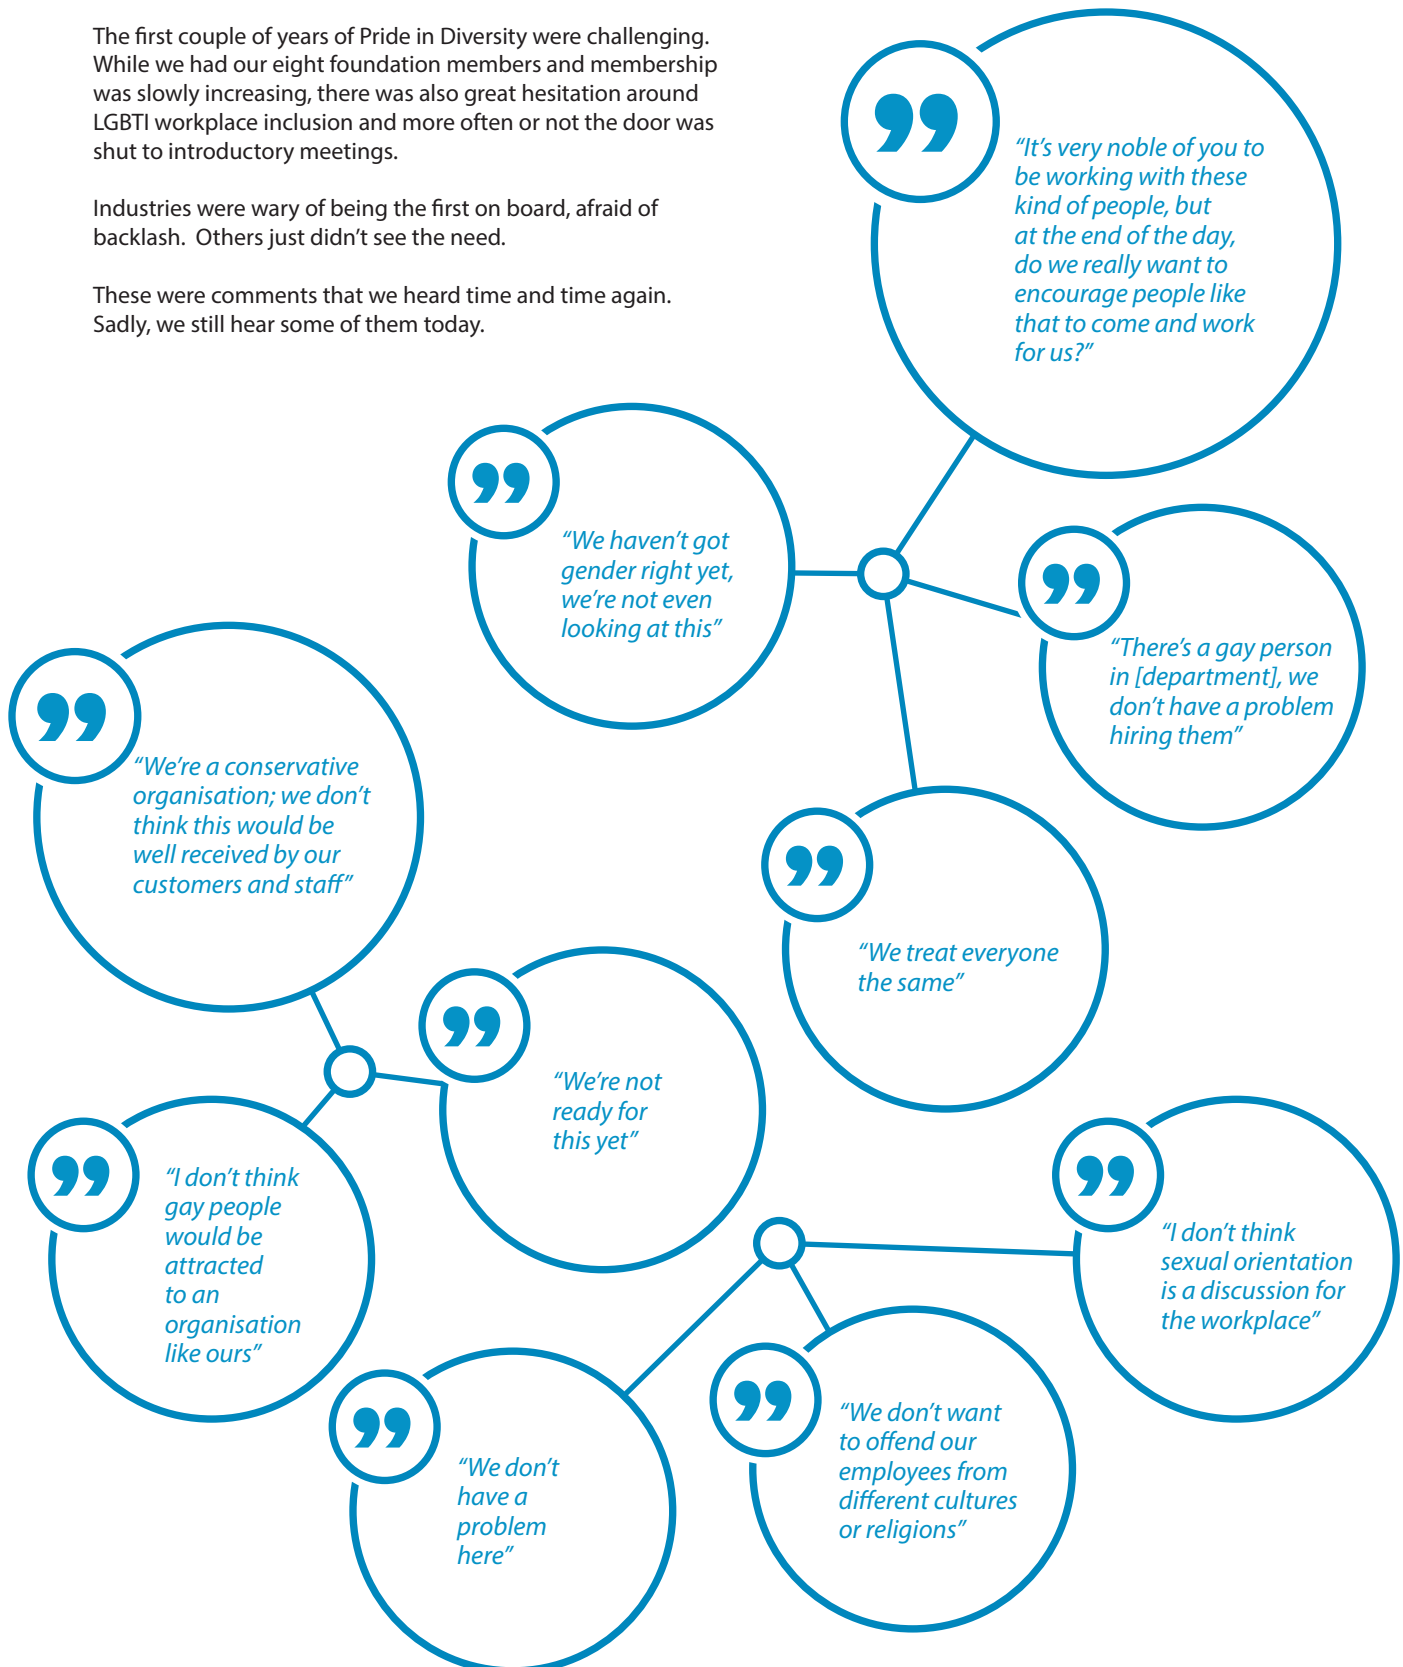 The first couple of years of Pride in Diversity were challenging.
While we had our eight foundation members and membership
was slowly increasing, there was also great hesitation around
LGBTI workplace inclusion and more often or not the door was
shut to introductory meetings.
Industries were wary of being the first on board, afraid of
backlash.  Others just didn’t see the need.
These were comments that we heard time and time again.
Sadly, we still hear some of them today.
“It’s very noble of you to
be working with these
kind of people, but
at the end of the day,
do we really want to
encourage people like
that to come and work
for us?”
“We haven’t got
gender right yet,
we’re not even
looking at this”
“There’s a gay person
in [department], we
don’t have a problem
hiring them”
“We’re a conservative
organisation; we don’t
think this would be
well received by our
customers and staff”
“We treat everyone
the same”
“We’re not
ready for
this yet”
“I don’t think
gay people
would be
attracted
to an
organisation
like ours”
“I don’t think
sexual orientation
is a discussion for
the workplace”
“We don’t want
to offend our
employees from
different cultures
or religions”
“We don’t
have a
problem
here”